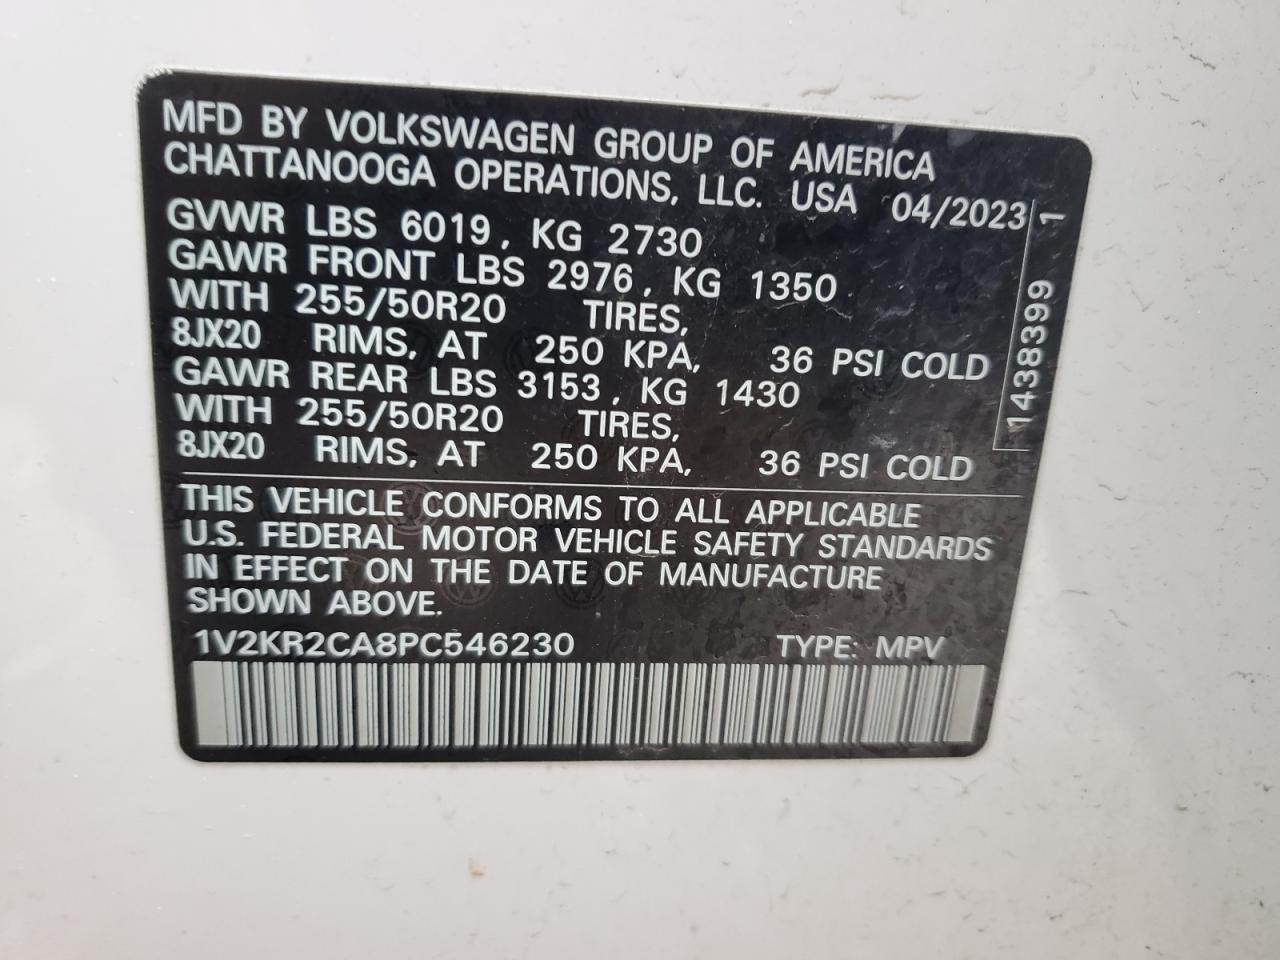 MFD BY VOLKSWAGEN GROUP OF AMERICA
CHATTANOOGA OPERATIONS, LLC. USA 04/2023
GVWR LBS 6019, KG 2730
GAWR FRONT LBS 2976, KG 1350
WITH 255/50R20 TIRES,
8JX20 RIMS, AT 250 KPA, 36 PSI COLD
GAWR REAR LBS 3153, KG 1430
WITH 255/50R20 TIRES,
8JX20 RIMS, AT 250 KPA, 36 PSI COLD
1438399 1
THIS VEHICLE CONFORMS TO ALL APPLICABLE
U.S. FEDERAL MOTOR VEHICLE SAFETY STANDARDS
IN EFFECT ON THE DATE OF MANUFACTURE
SHOWN ABOVE.
1V2KR2CA8PC546230 TYPE: MPV